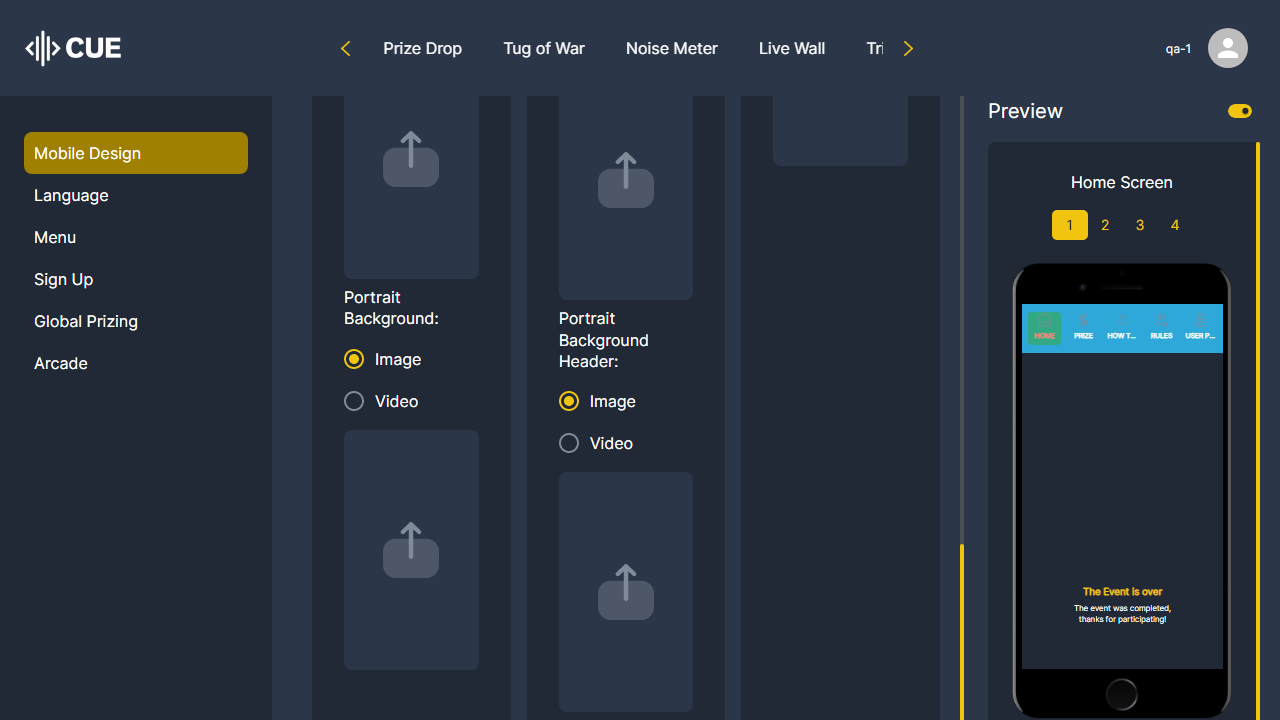 CUE
Prize Drop
Tug of War
Noise Meter
Live Wall
Tri
qa-1
Mobile Design
Language
Menu
Sign Up
Global Prizing
Arcade
Portrait
Background:
Image
Video
Portrait
Background
Header:
Image
Video
Preview
Home Screen
1 2 3 4
HOME
PRIZE
HOW T...
RULES
USER P...
The Event is over
The event was completed,
thanks for participating!